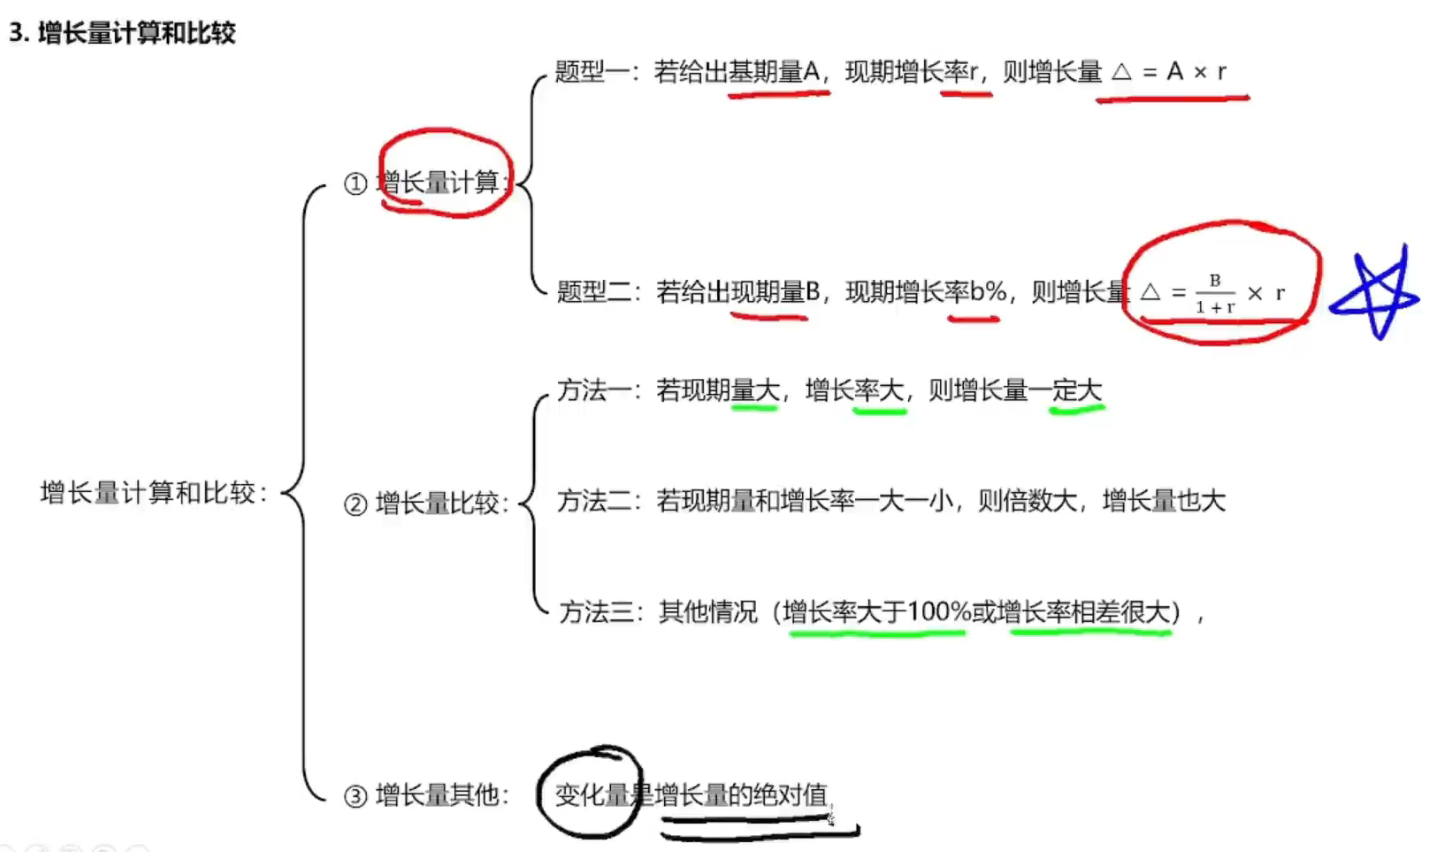 3. 增长量计算和比较
题型一：若给出基期量A，现期增长率r，则增长量 △ = A × r
① 增长量计算：
题型二：若给出现期量B，现期增长率b%，则增长量 △ = B/(1+r) × r
方法一：若现期量大，增长率大，则增长量一定大
增长量计算和比较：
② 增长量比较：
方法二：若现期量和增长率一大一小，则倍数大，增长量也大
方法三：其他情况（增长率大于100%或增长率相差很大），
③ 增长量其他：
变化量是增长量的绝对值